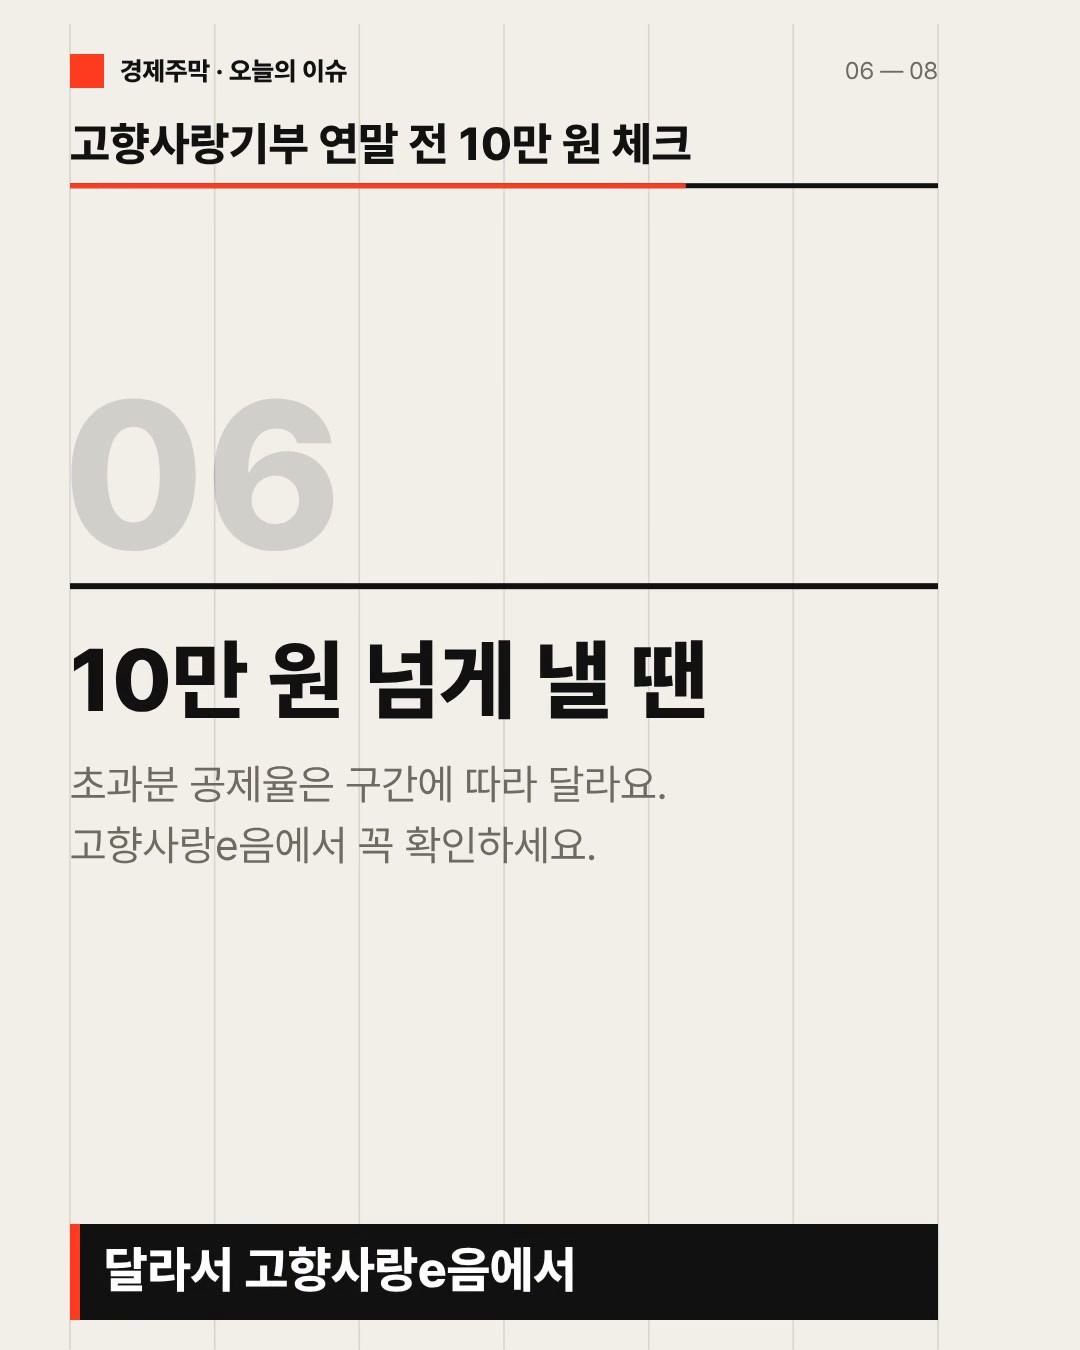 경제주막 · 오늘의 이슈
06 — 08
고향사랑기부 연말 전 10만 원 체크
06
10만 원 넘게 낼 땐
초과분 공제율은 구간에 따라 달라요.
고향사랑e음에서 꼭 확인하세요.
달라서 고향사랑e음에서